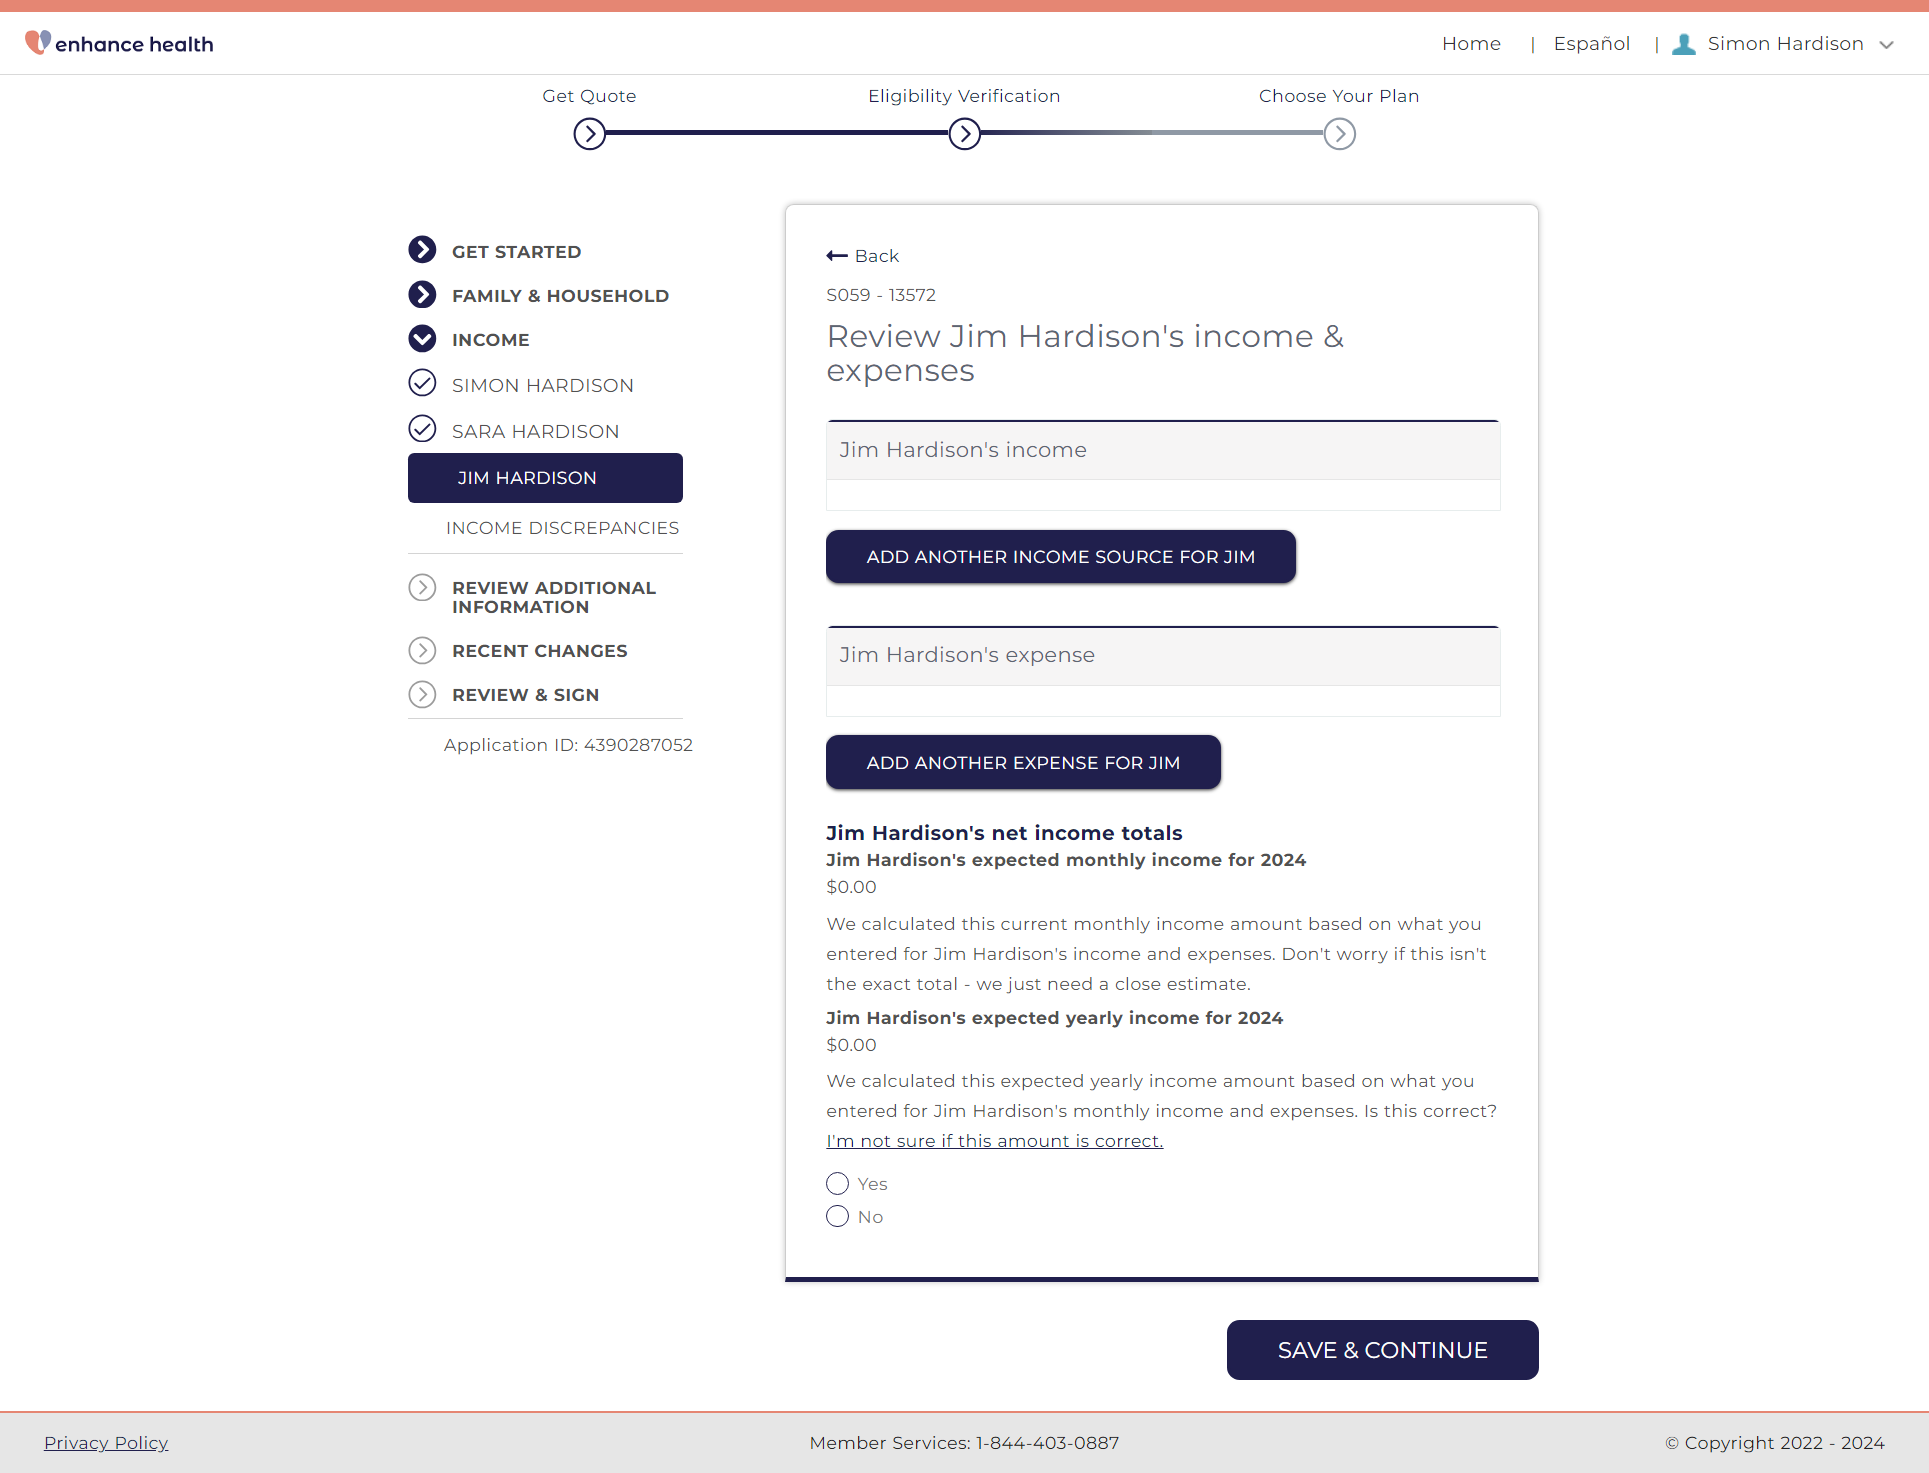 enhance health
Home | Español | Simon Hardison
Get Quote
Eligibility Verification
Choose Your Plan
GET STARTED
FAMILY & HOUSEHOLD
INCOME
SIMON HARDISON
SARA HARDISON
JIM HARDISON
INCOME DISCREPANCIES
REVIEW ADDITIONAL
INFORMATION
RECENT CHANGES
REVIEW & SIGN
Application ID: 4390287052
Back
S059 - 13572
Review Jim Hardison's income &
expenses
Jim Hardison's income
ADD ANOTHER INCOME SOURCE FOR JIM
Jim Hardison's expense
ADD ANOTHER EXPENSE FOR JIM
Jim Hardison's net income totals
Jim Hardison's expected monthly income for 2024
$0.00
We calculated this current monthly income amount based on what you
entered for Jim Hardison's income and expenses. Don't worry if this isn't
the exact total - we just need a close estimate.
Jim Hardison's expected yearly income for 2024
$0.00
We calculated this expected yearly income amount based on what you
entered for Jim Hardison's monthly income and expenses. Is this correct?
I'm not sure if this amount is correct.
Yes
No
SAVE & CONTINUE
Privacy Policy
Member Services: 1-844-403-0887
© Copyright 2022 - 2024